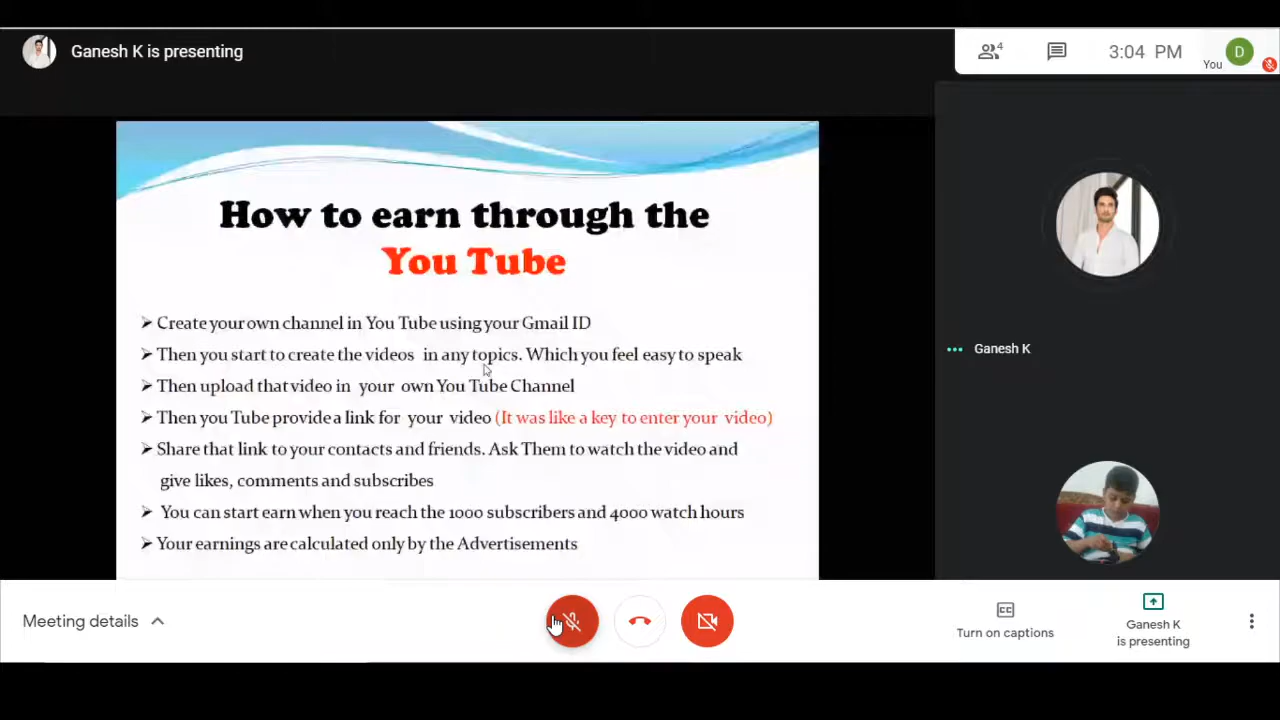 Ganesh K is presenting
4
3:04 PM
You
D
How to earn through the
You Tube
Create your own channel in You Tube using your Gmail ID
Then you start to create the videos in any topics. Which you feel easy to speak
Then upload that video in your own You Tube Channel
Then you Tube provide a link for your video (It was like a key to enter your video)
Share that link to your contacts and friends. Ask Them to watch the video and
give likes, comments and subscribes
You can start earn when you reach the 1000 subscribers and 4000 watch hours
Your earnings are calculated only by the Advertisements
Ganesh K
Meeting details
CC
Turn on captions
Ganesh K
is presenting